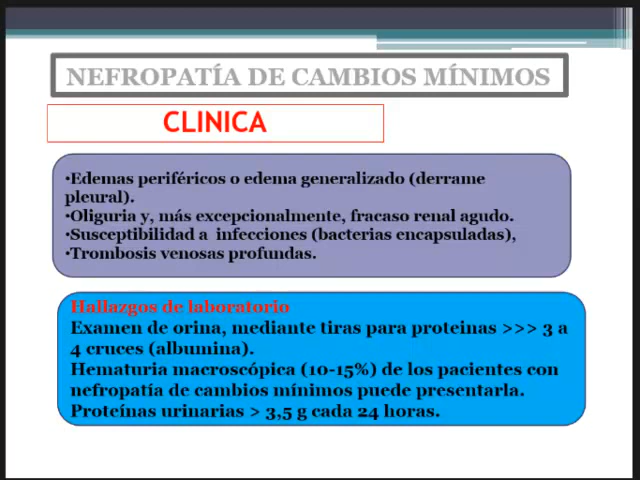 NEFROPATÍA DE CAMBIOS MÍNIMOS
CLINICA
•Edemas periféricos o edema generalizado (derrame
pleural).
•Oliguria y, más excepcionalmente, fracaso renal agudo.
•Susceptibilidad a infecciones (bacterias encapsuladas),
•Trombosis venosas profundas.
Hallazgos de laboratorio
Examen de orina, mediante tiras para proteinas >>> 3 a
4 cruces (albumina).
Hematuria macroscópica (10-15%) de los pacientes con
nefropatía de cambios mínimos puede presentarla.
Proteínas urinarias > 3,5 g cada 24 horas.